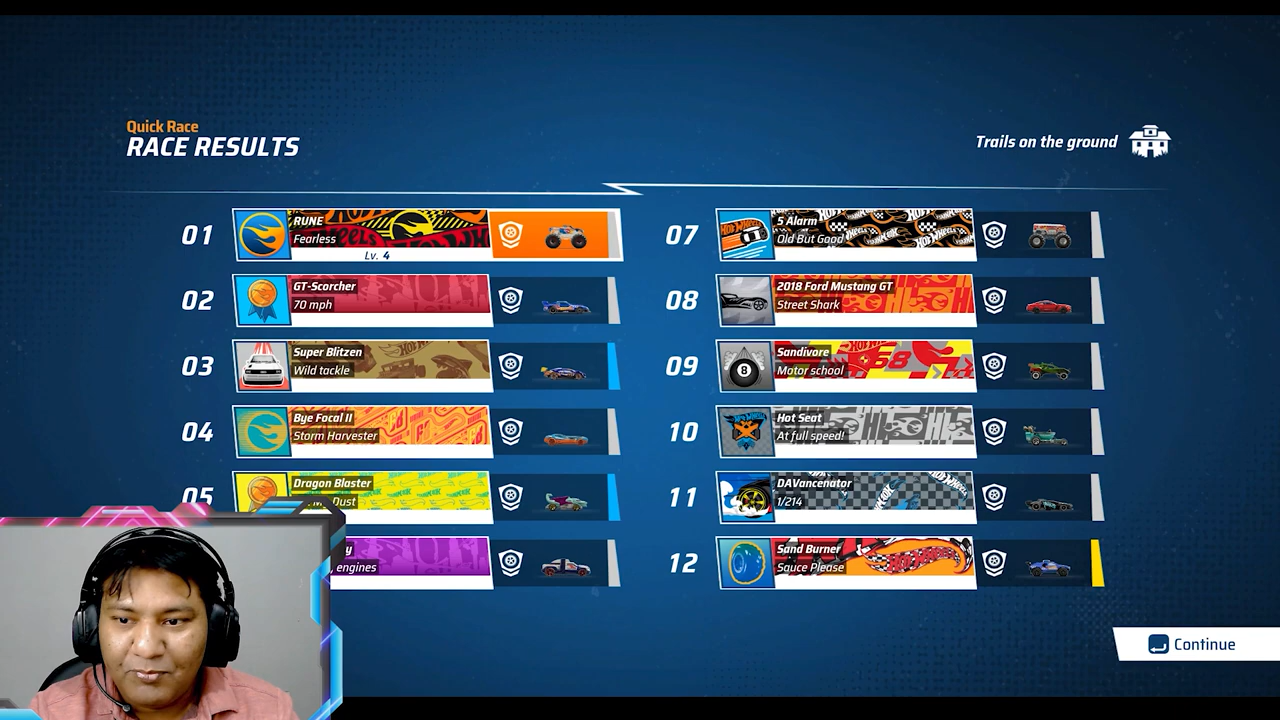 Quick Race
RACE RESULTS
Trails on the ground
01
RUNE
Fearless
Lv. 4
02
GT-Scorcher
70 mph
03
Super Blitzen
Wild tackle
04
Bye Focal II
Storm Harvester
05
Dragon Blaster
Dust
engines
07
5 Alarm
Old But Good
08
2018 Ford Mustang GT
Street Shark
09
Sandivore
Motor school
10
Hot Seat
At full speed!
11
DAVancenator
1/214
12
Sand Burner
Sauce Please
Continue